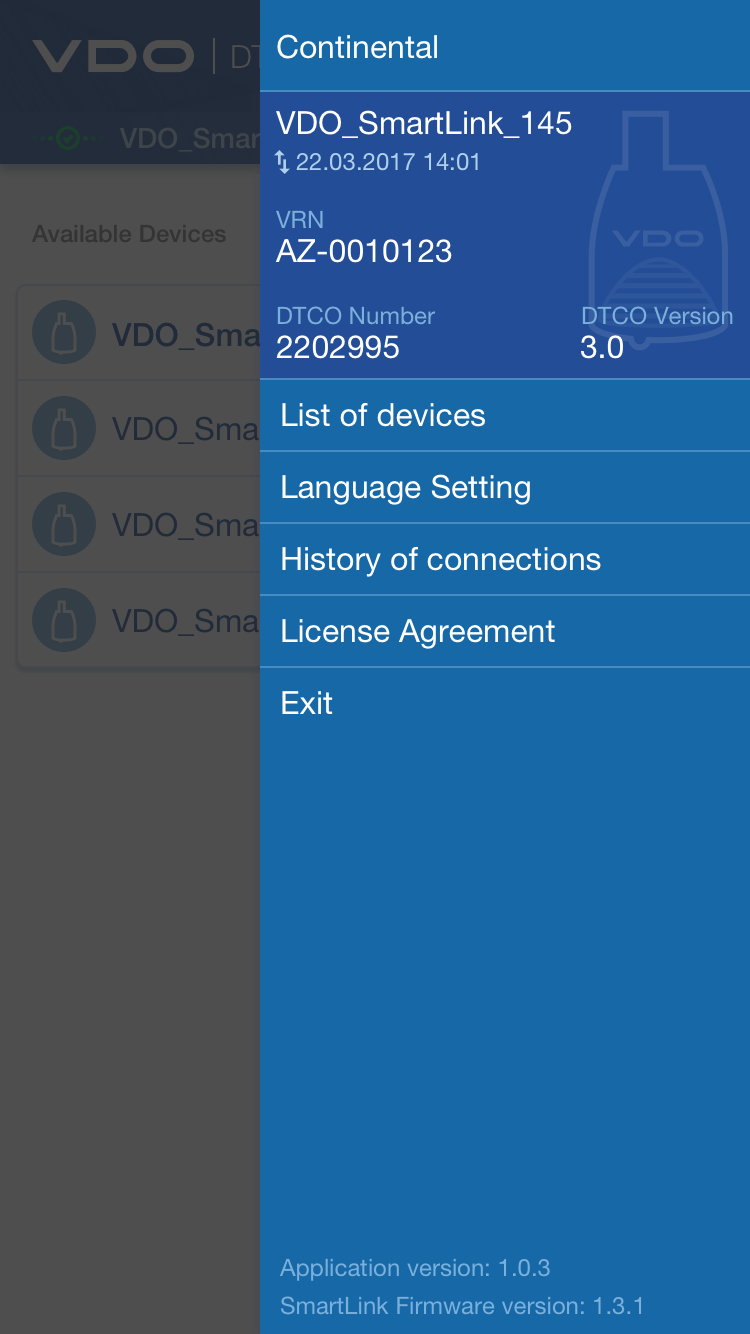 VDO | DT
VDO_Smar
Available Devices
VDO_Sma
VDO_Sma
VDO_Sma
VDO_Sma
Continental
VDO_SmartLink_145
22.03.2017 14:01
VDO
VRN
AZ-0010123
DTCO Number DTCO Version
2202995 3.0
List of devices
Language Setting
History of connections
License Agreement
Exit
Application version: 1.0.3
SmartLink Firmware version: 1.3.1